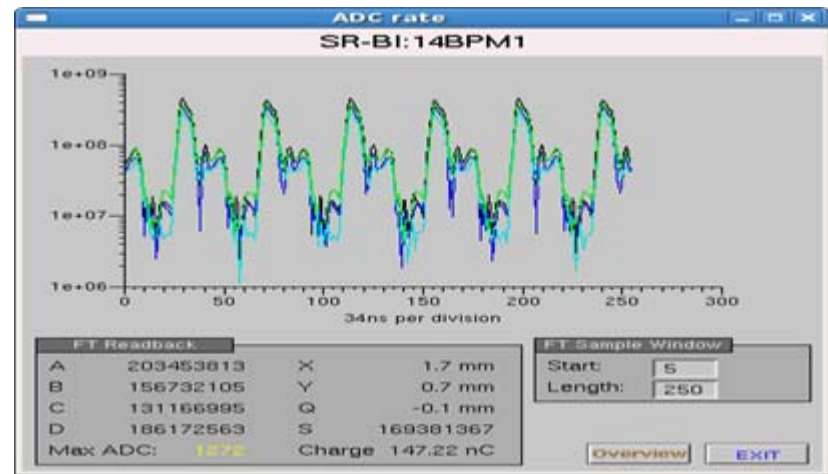 ADC rate
SR-BI:14BPM1
1e+09
1e+08
1e+07
1e+06
0 50 100 150 200 250 300
34ns per division
FT Readback
A 203453813 X 1.7 mm
B 156732105 Y 0.7 mm
C 131166995 Q -0.1 mm
D 186172563 S 169381367
Max ADC: 1272 Charge 147.22 nC
FT Sample Window
Start: 5
Length: 250
Overview EXIT